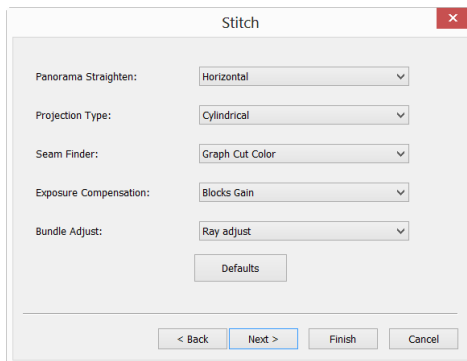 Stitch
Panorama Straighten: Horizontal
Projection Type: Cylindrical
Seam Finder: Graph Cut Color
Exposure Compensation: Blocks Gain
Bundle Adjust: Ray adjust
Defaults
< Back Next > Finish Cancel